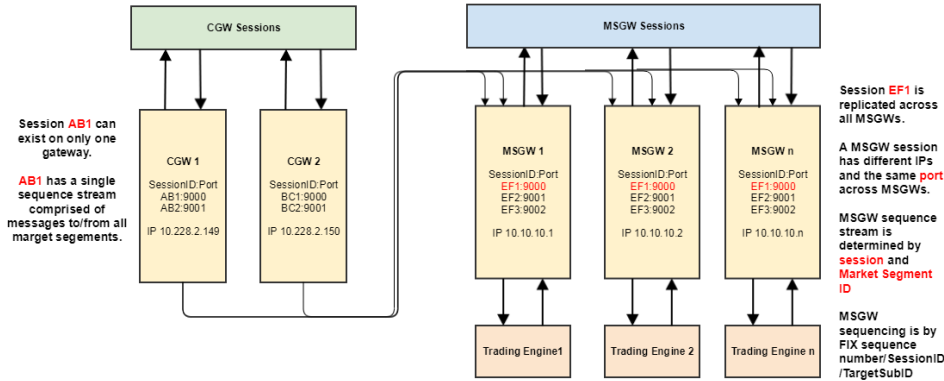 CGW Sessions
MSGW Sessions
Session AB1 can
exist on only one
gateway.
AB1 has a single
sequence stream
comprised of
messages to/from all
marget segements.
CGW 1
SessionID:Port
AB1:9000
AB2:9001
IP 10.228.2.149
CGW 2
SessionID:Port
BC1:9000
BC2:9001
IP 10.228.2.150
MSGW 1
SessionID:Port
EF1:9000
EF2:9001
EF3:9002
IP 10.10.10.1
MSGW 2
SessionID:Port
EF1:9000
EF2:9001
EF3:9002
IP 10.10.10.2
MSGW n
SessionID:Port
EF1:9000
EF2:9001
EF3:9002
IP 10.10.10.n
Session EF1 is
replicated across
all MSGWs.
A MSGW session
has different IPs
and the same port
across MSGWs.
MSGW sequence
stream is
determined by
session and
Market Segment
ID
MSGW
sequencing is by
FIX sequence
number/SessionID
/TargetSubID
Trading Engine1
Trading Engine 2
Trading Engine n